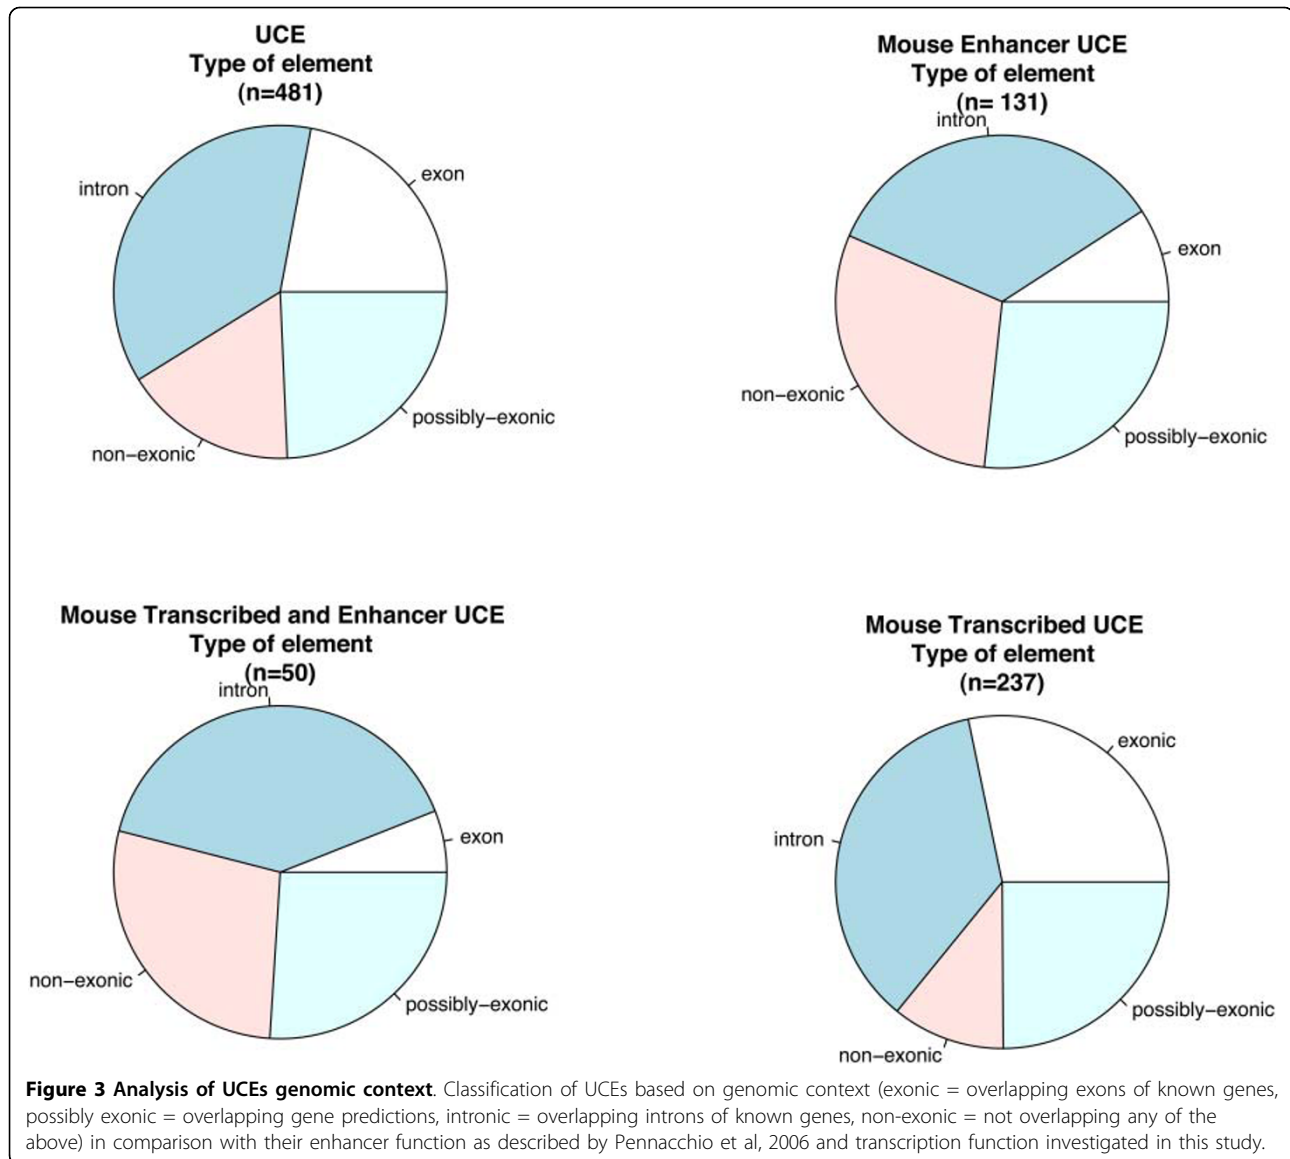 UCE
Type of element
(n=481)
intron
exon
non−exonic
possibly−exonic
Mouse Enhancer UCE
Type of element
(n= 131)
intron
exon
non−exonic
possibly−exonic
Mouse Transcribed and Enhancer UCE
Type of element
(n=50)
intron
exon
non−exonic
possibly−exonic
Mouse Transcribed UCE
Type of element
(n=237)
exonic
intron
non−exonic
possibly−exonic
Figure 3 Analysis of UCEs genomic context. Classification of UCEs based on genomic context (exonic = overlapping exons of known genes,
possibly exonic = overlapping gene predictions, intronic = overlapping introns of known genes, non-exonic = not overlapping any of the
above) in comparison with their enhancer function as described by Pennacchio et al, 2006 and transcription function investigated in this study.